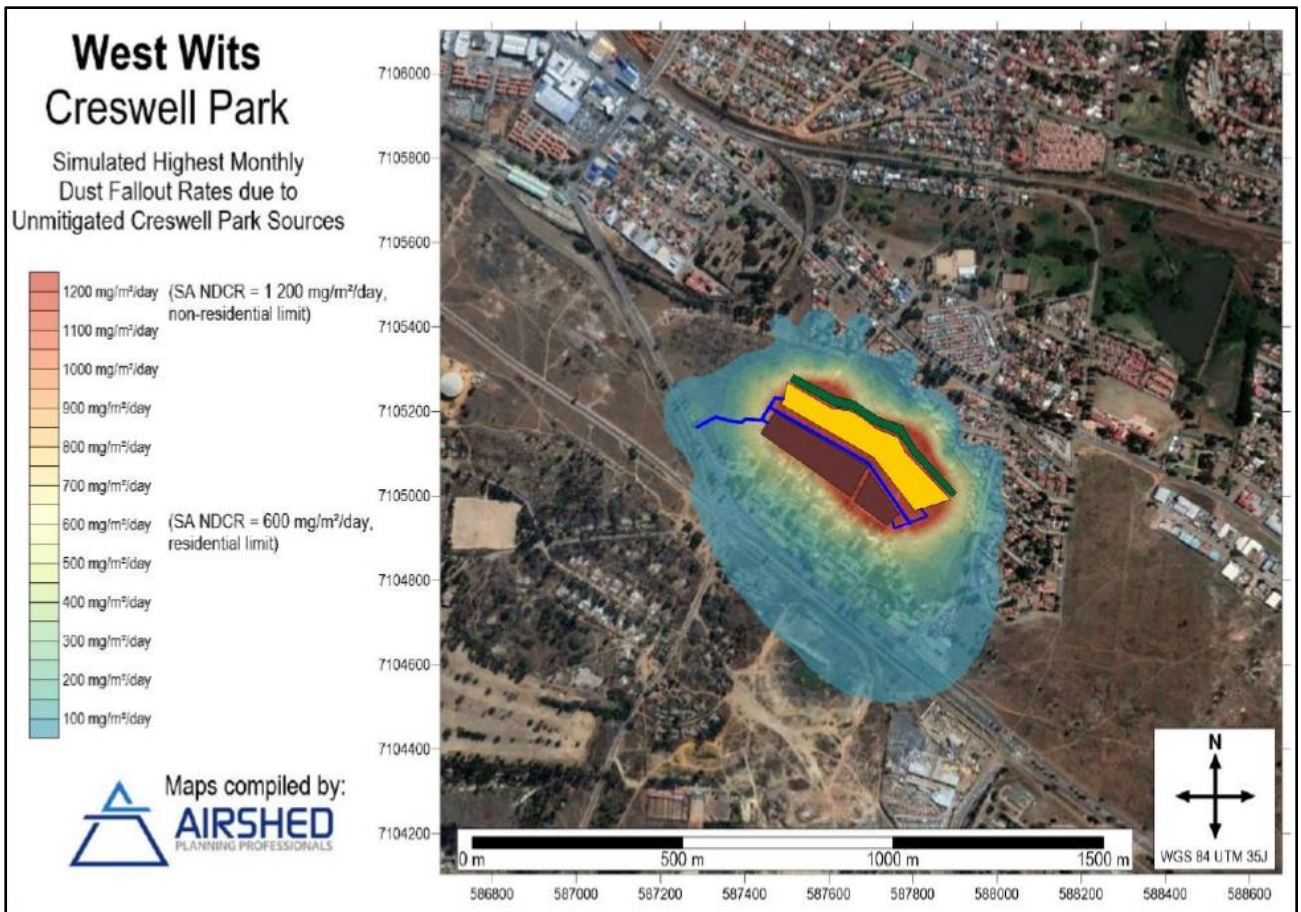 West Wits
Creswell Park
Simulated Highest Monthly
Dust Fallout Rates due to
Unmitigated Creswell Park Sources
1200 mg/m²/day (SA NDCR = 1 200 mg/m²/day,
non-residential limit)
1100 mg/m²/day
1000 mg/m²/day
900 mg/m²/day
800 mg/m²/day
700 mg/m²/day
600 mg/m²/day (SA NDCR = 600 mg/m²/day,
residential limit)
500 mg/m²/day
400 mg/m²/day
300 mg/m²/day
200 mg/m²/day
100 mg/m²/day
Maps compiled by:
AIRSHED
PLANNING PROFESSIONALS
7106000
7105800
7105600
7105400
7105200
7105000
7104800
7104600
7104400
7104200
0 m 500 m 1000 m 1500 m
N
WGS 84 UTM 35J
586800 587000 587200 587400 587600 587800 588000 588200 588400 588600